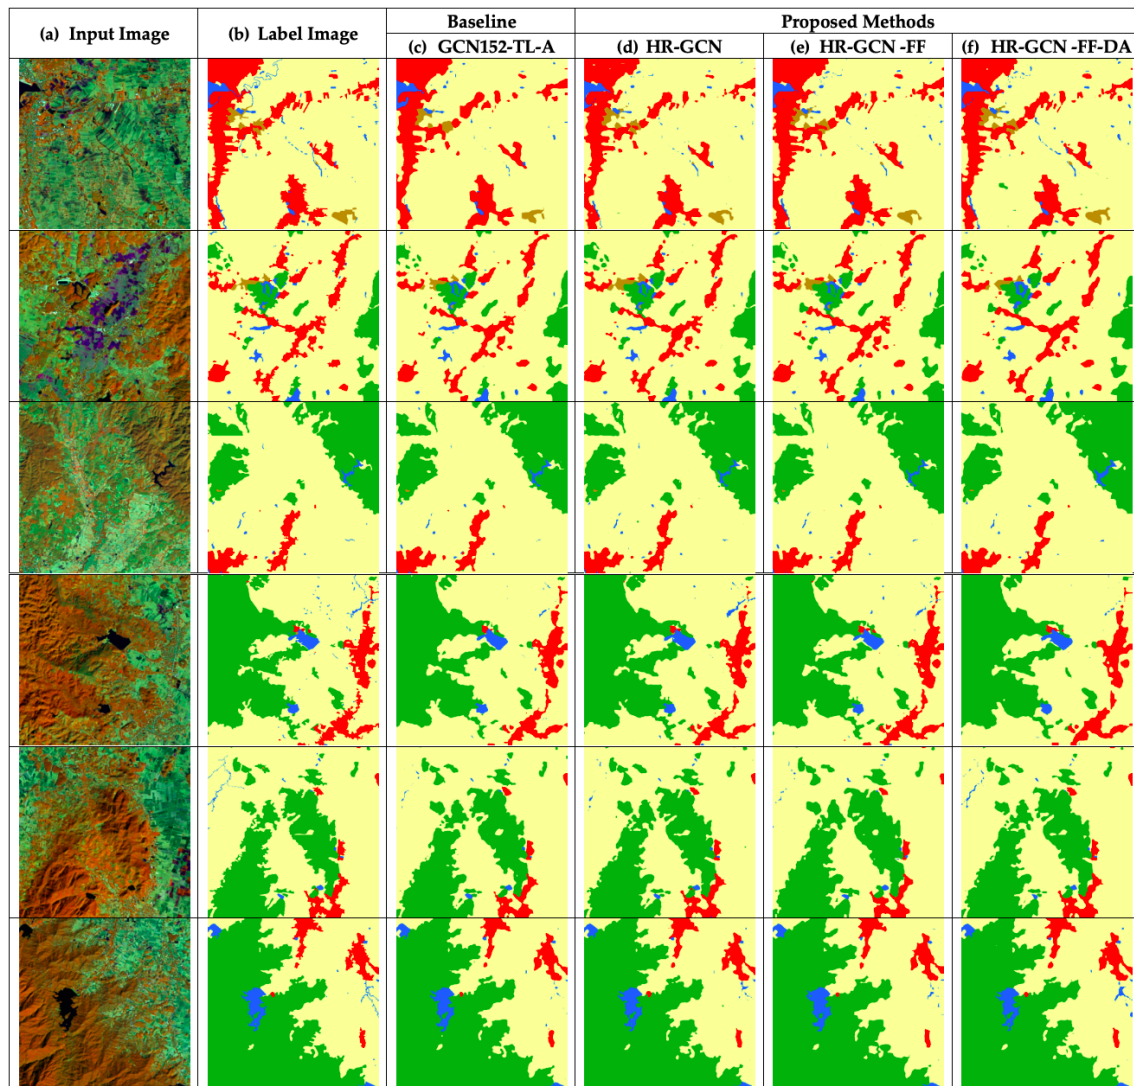 (a) Input Image
(b) Label Image
Baseline
Proposed Methods
(c) GCN152-TL-A
(d) HR-GCN
(e) HR-GCN -FF
(f) HR-GCN -FF-DA